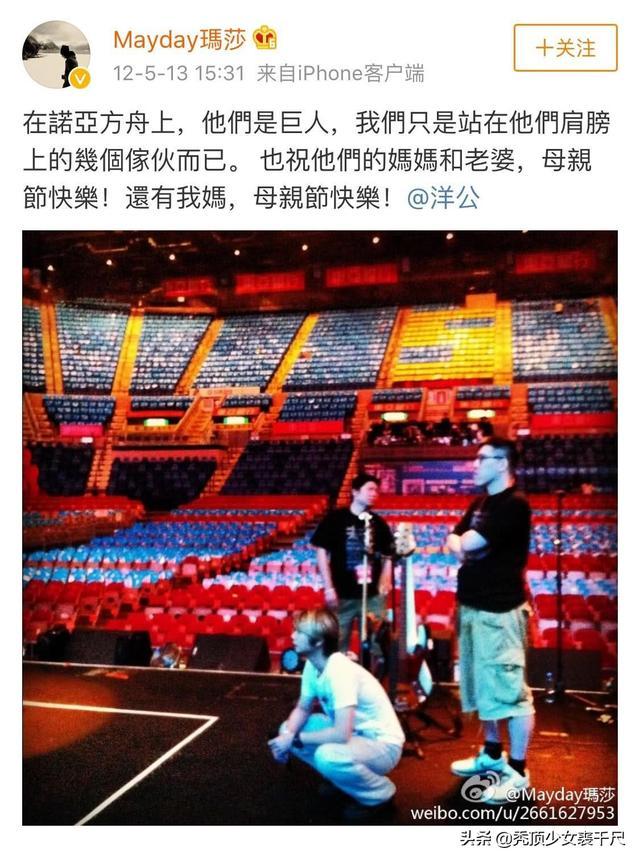 Mayday瑪莎
十关注
12-5-13 15:31 来自iPhone客户端
在諾亞方舟上，他們是巨人，我們只是站在他們肩膀
上的幾個傢伙而已。 也祝他們的媽媽和老婆，母親
節快樂！還有我媽，母親節快樂！@洋公
@Mayday瑪莎
weibo.com/u/2661627953
头条 @秃顶少女裹千尺